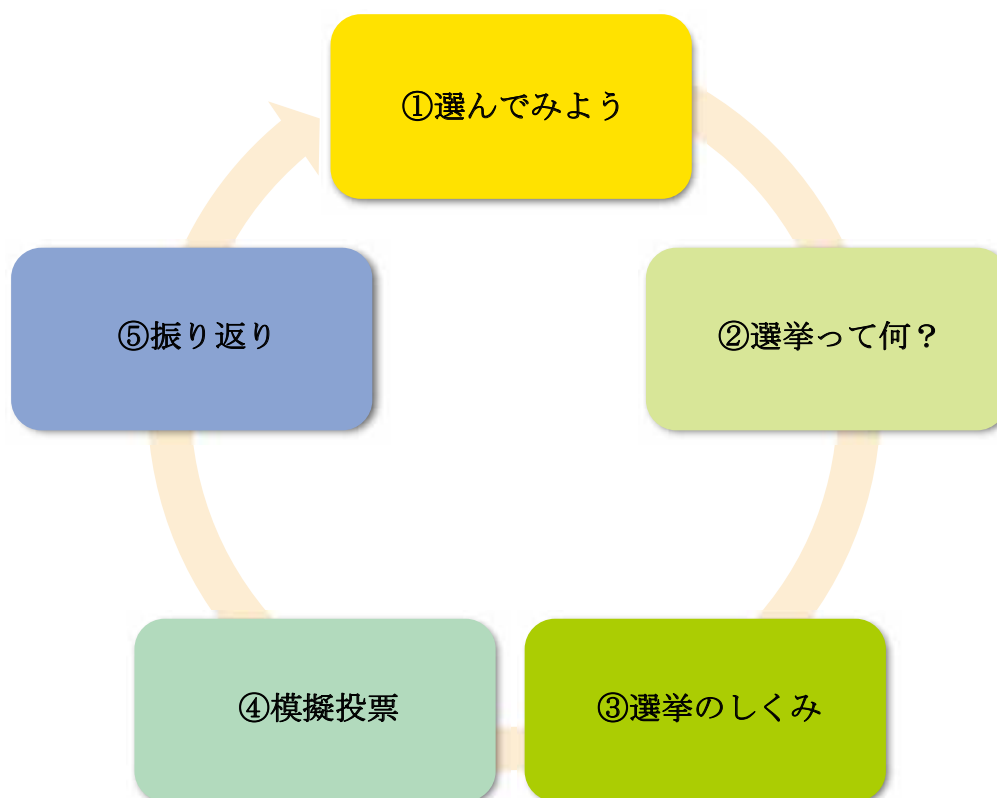 ①選んでみよう
②選挙って何？
③選挙のしくみ
④模擬投票
⑤振り返り